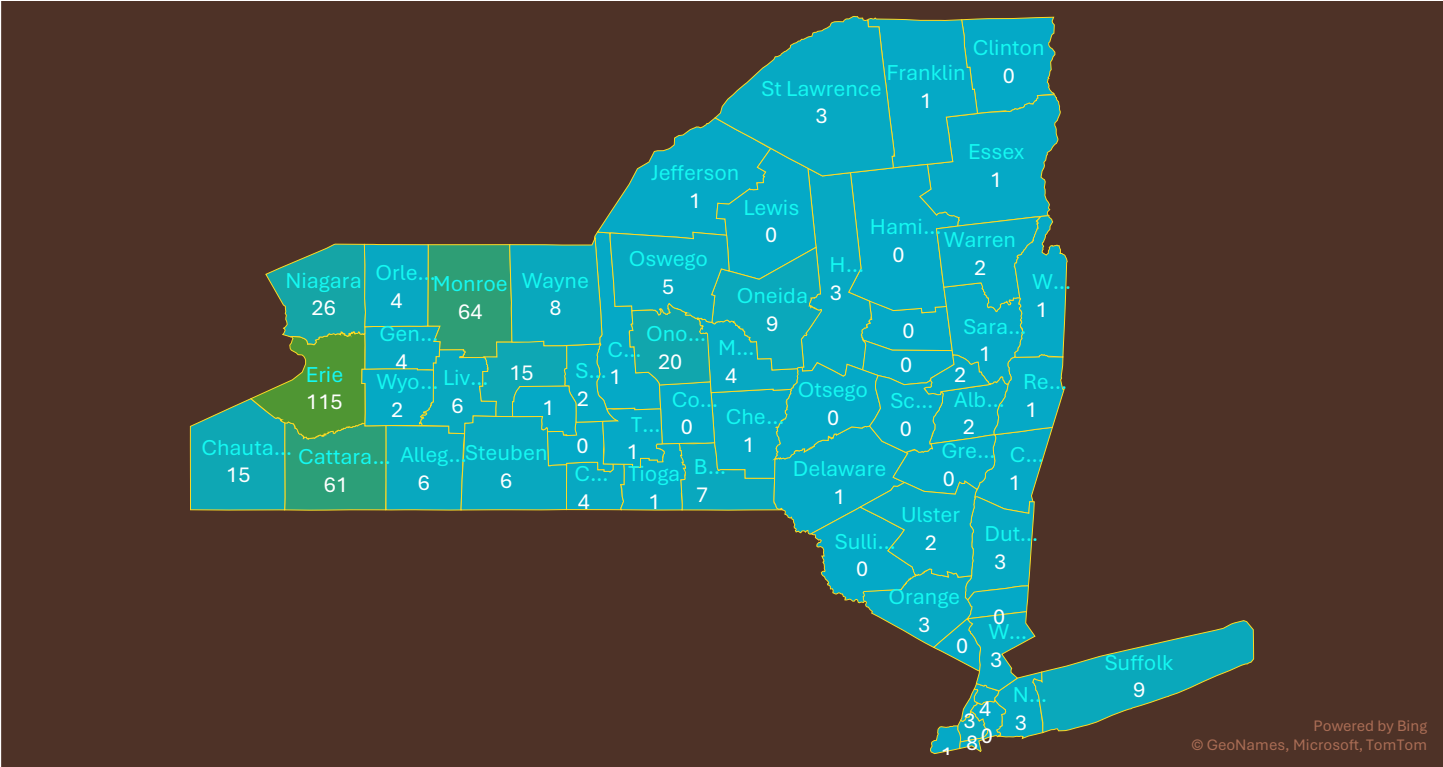 Clinton
0
Franklin
1
St Lawrence
3
Essex
1
Jefferson
1
Lewis
0
Hami...
0
Warren
2
H...
3
W...
1
Oswego
5
Oneida
9
Niagara
26
Orle...
4
Monroe
64
Wayne
8
Gen...
4
0
Sara...
1
Ono...
20
M...
4
C...
1
0
2
Erie
115
Wyo...
2
Liv...
6
15
S...
2
1
Otsego
0
Sc...
0
Alb...
2
Re...
1
Co...
0
Che...
1
T...
1
0
Chauta...
15
Cattara...
61
Alleg...
6
Steuben
6
C...
4
Tioga
1
B...
7
Delaware
1
Gre...
0
C...
1
Ulster
2
Dut...
3
Sulli...
0
Orange
3
0
0
W...
3
Suffolk
9
N...
3
4
3
0
8
1
Powered by Bing
© GeoNames, Microsoft, TomTom